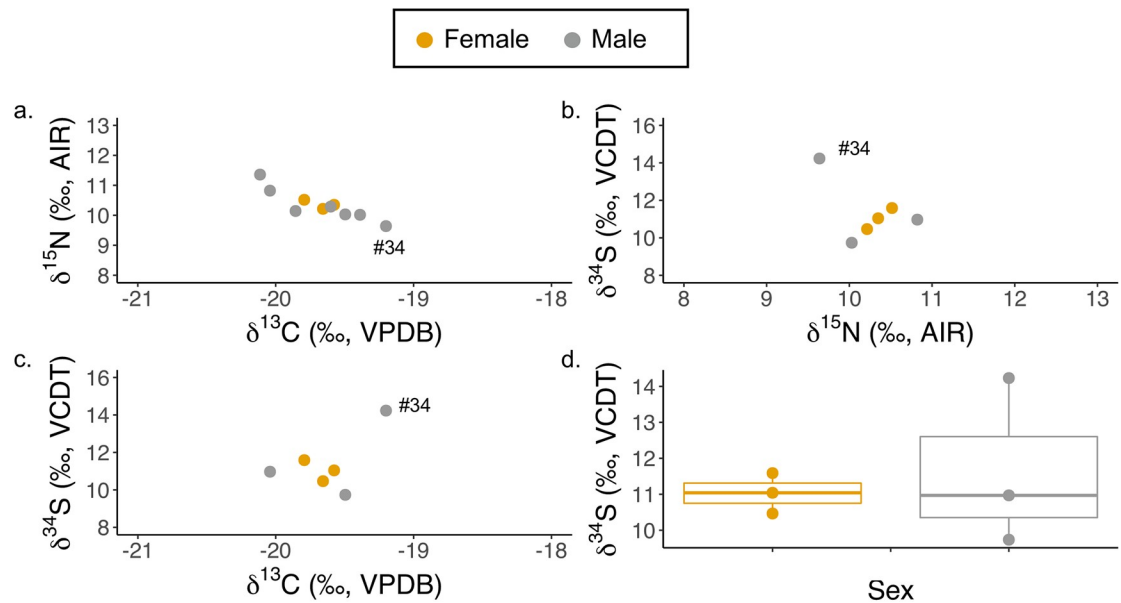 Female Male
a.
δ15N (‰, AIR)
13
12
11
10
9
8
#34
-21 -20 -19 -18
δ13C (‰, VPDB)
b.
δ34S (‰, VCDT)
16
14
12
10
8
#34
8 9 10 11 12 13
δ15N (‰, AIR)
c.
δ34S (‰, VCDT)
16
14
12
10
8
#34
-21 -20 -19 -18
δ13C (‰, VPDB)
d.
δ34S (‰, VCDT)
14
13
12
11
10
Sex